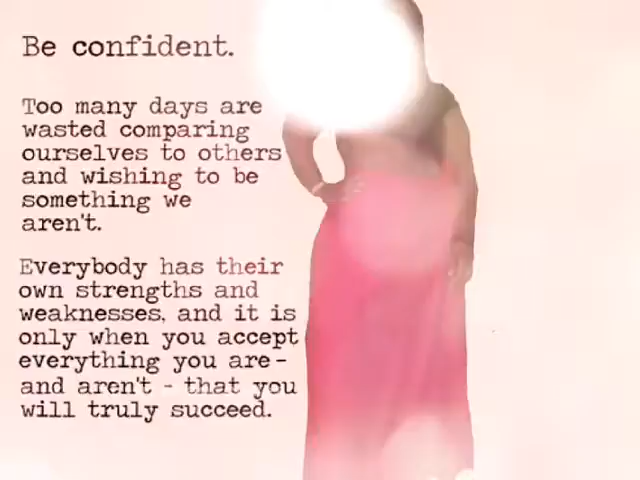 Be confident.
Too many days are
wasted comparing
ourselves to others
and wishing to be
something we
aren't.
Everybody has their
own strengths and
weaknesses, and it is
only when you accept
everything you are-
and aren't - that you
will truly succeed.